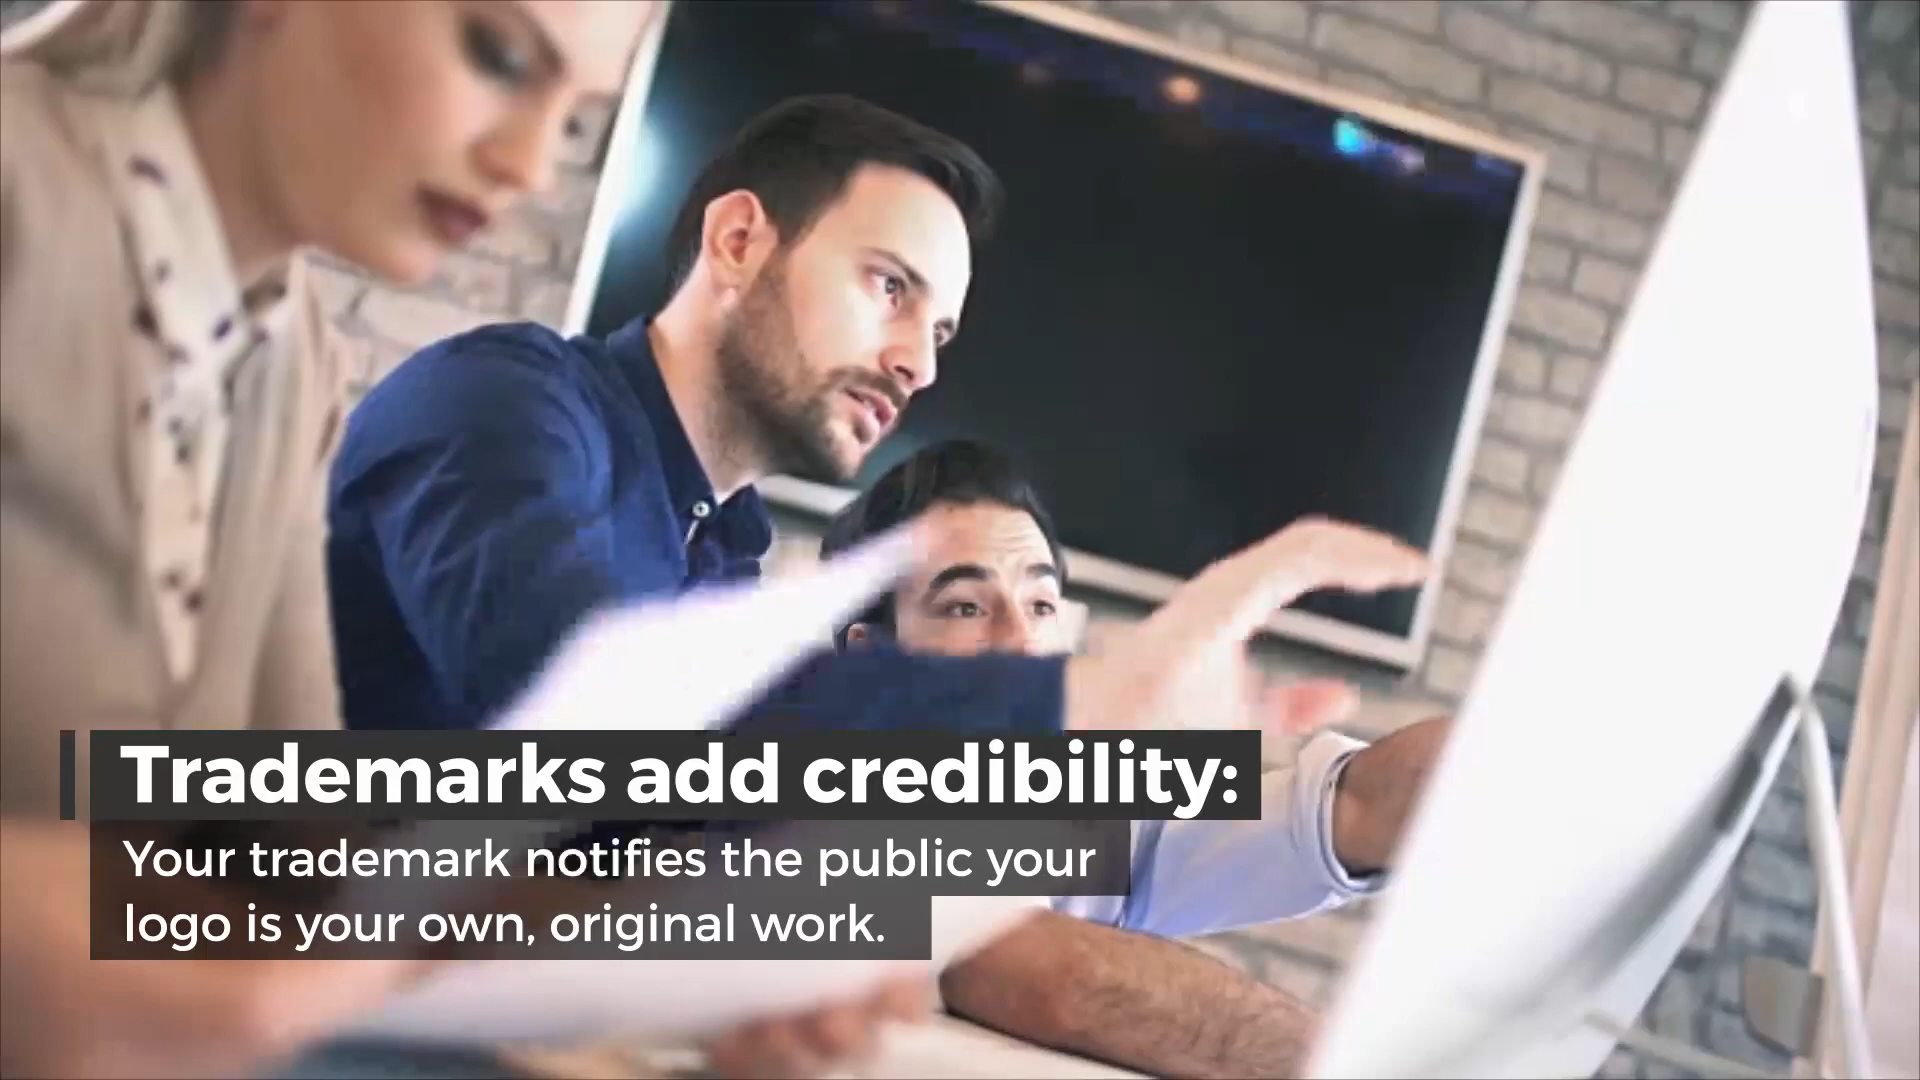 Trademarks add credibility:
Your trademark notifies the public your
logo is your own, original work.